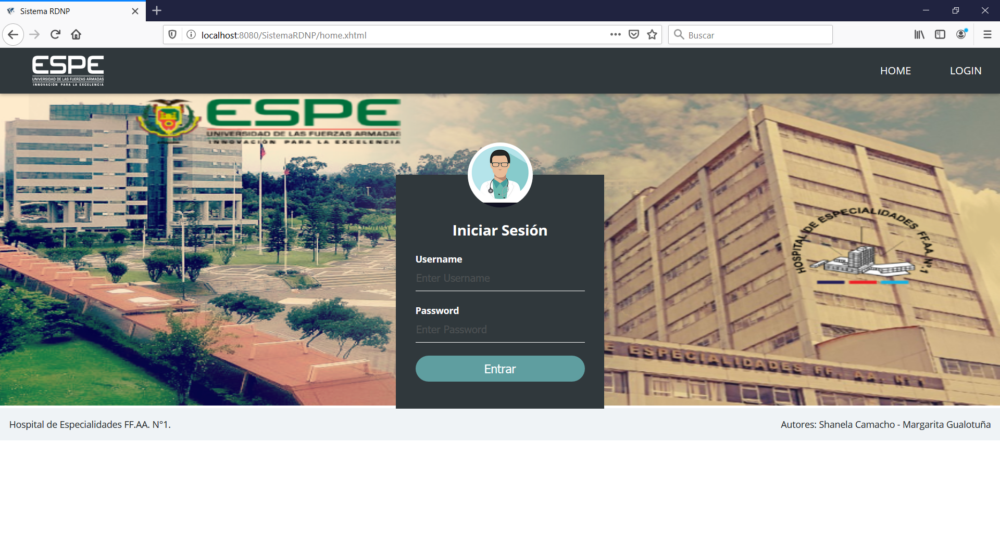 Sistema RDNP
localhost:8080/SistemaRDNP/home.xhtml
Buscar
ESPE
UNIVERSIDAD DE LAS FUERZAS ARMADAS
INNOVACIÓN PARA LA EXCELENCIA
HOME
LOGIN
ESPE
UNIVERSIDAD DE LAS FUERZAS ARMADAS
INNOVACIÓN PARA LA EXCELENCIA
HOSPITAL DE ESPECIALIDADES FF.AA. Nº 1
Iniciar Sesión
Username
Enter Username
Password
Enter Password
Entrar
E ESPECIALIDADES FF. AA. Nº 1
Hospital de Especialidades FF.AA. N°1.
Autores: Shanela Camacho - Margarita Gualotuña